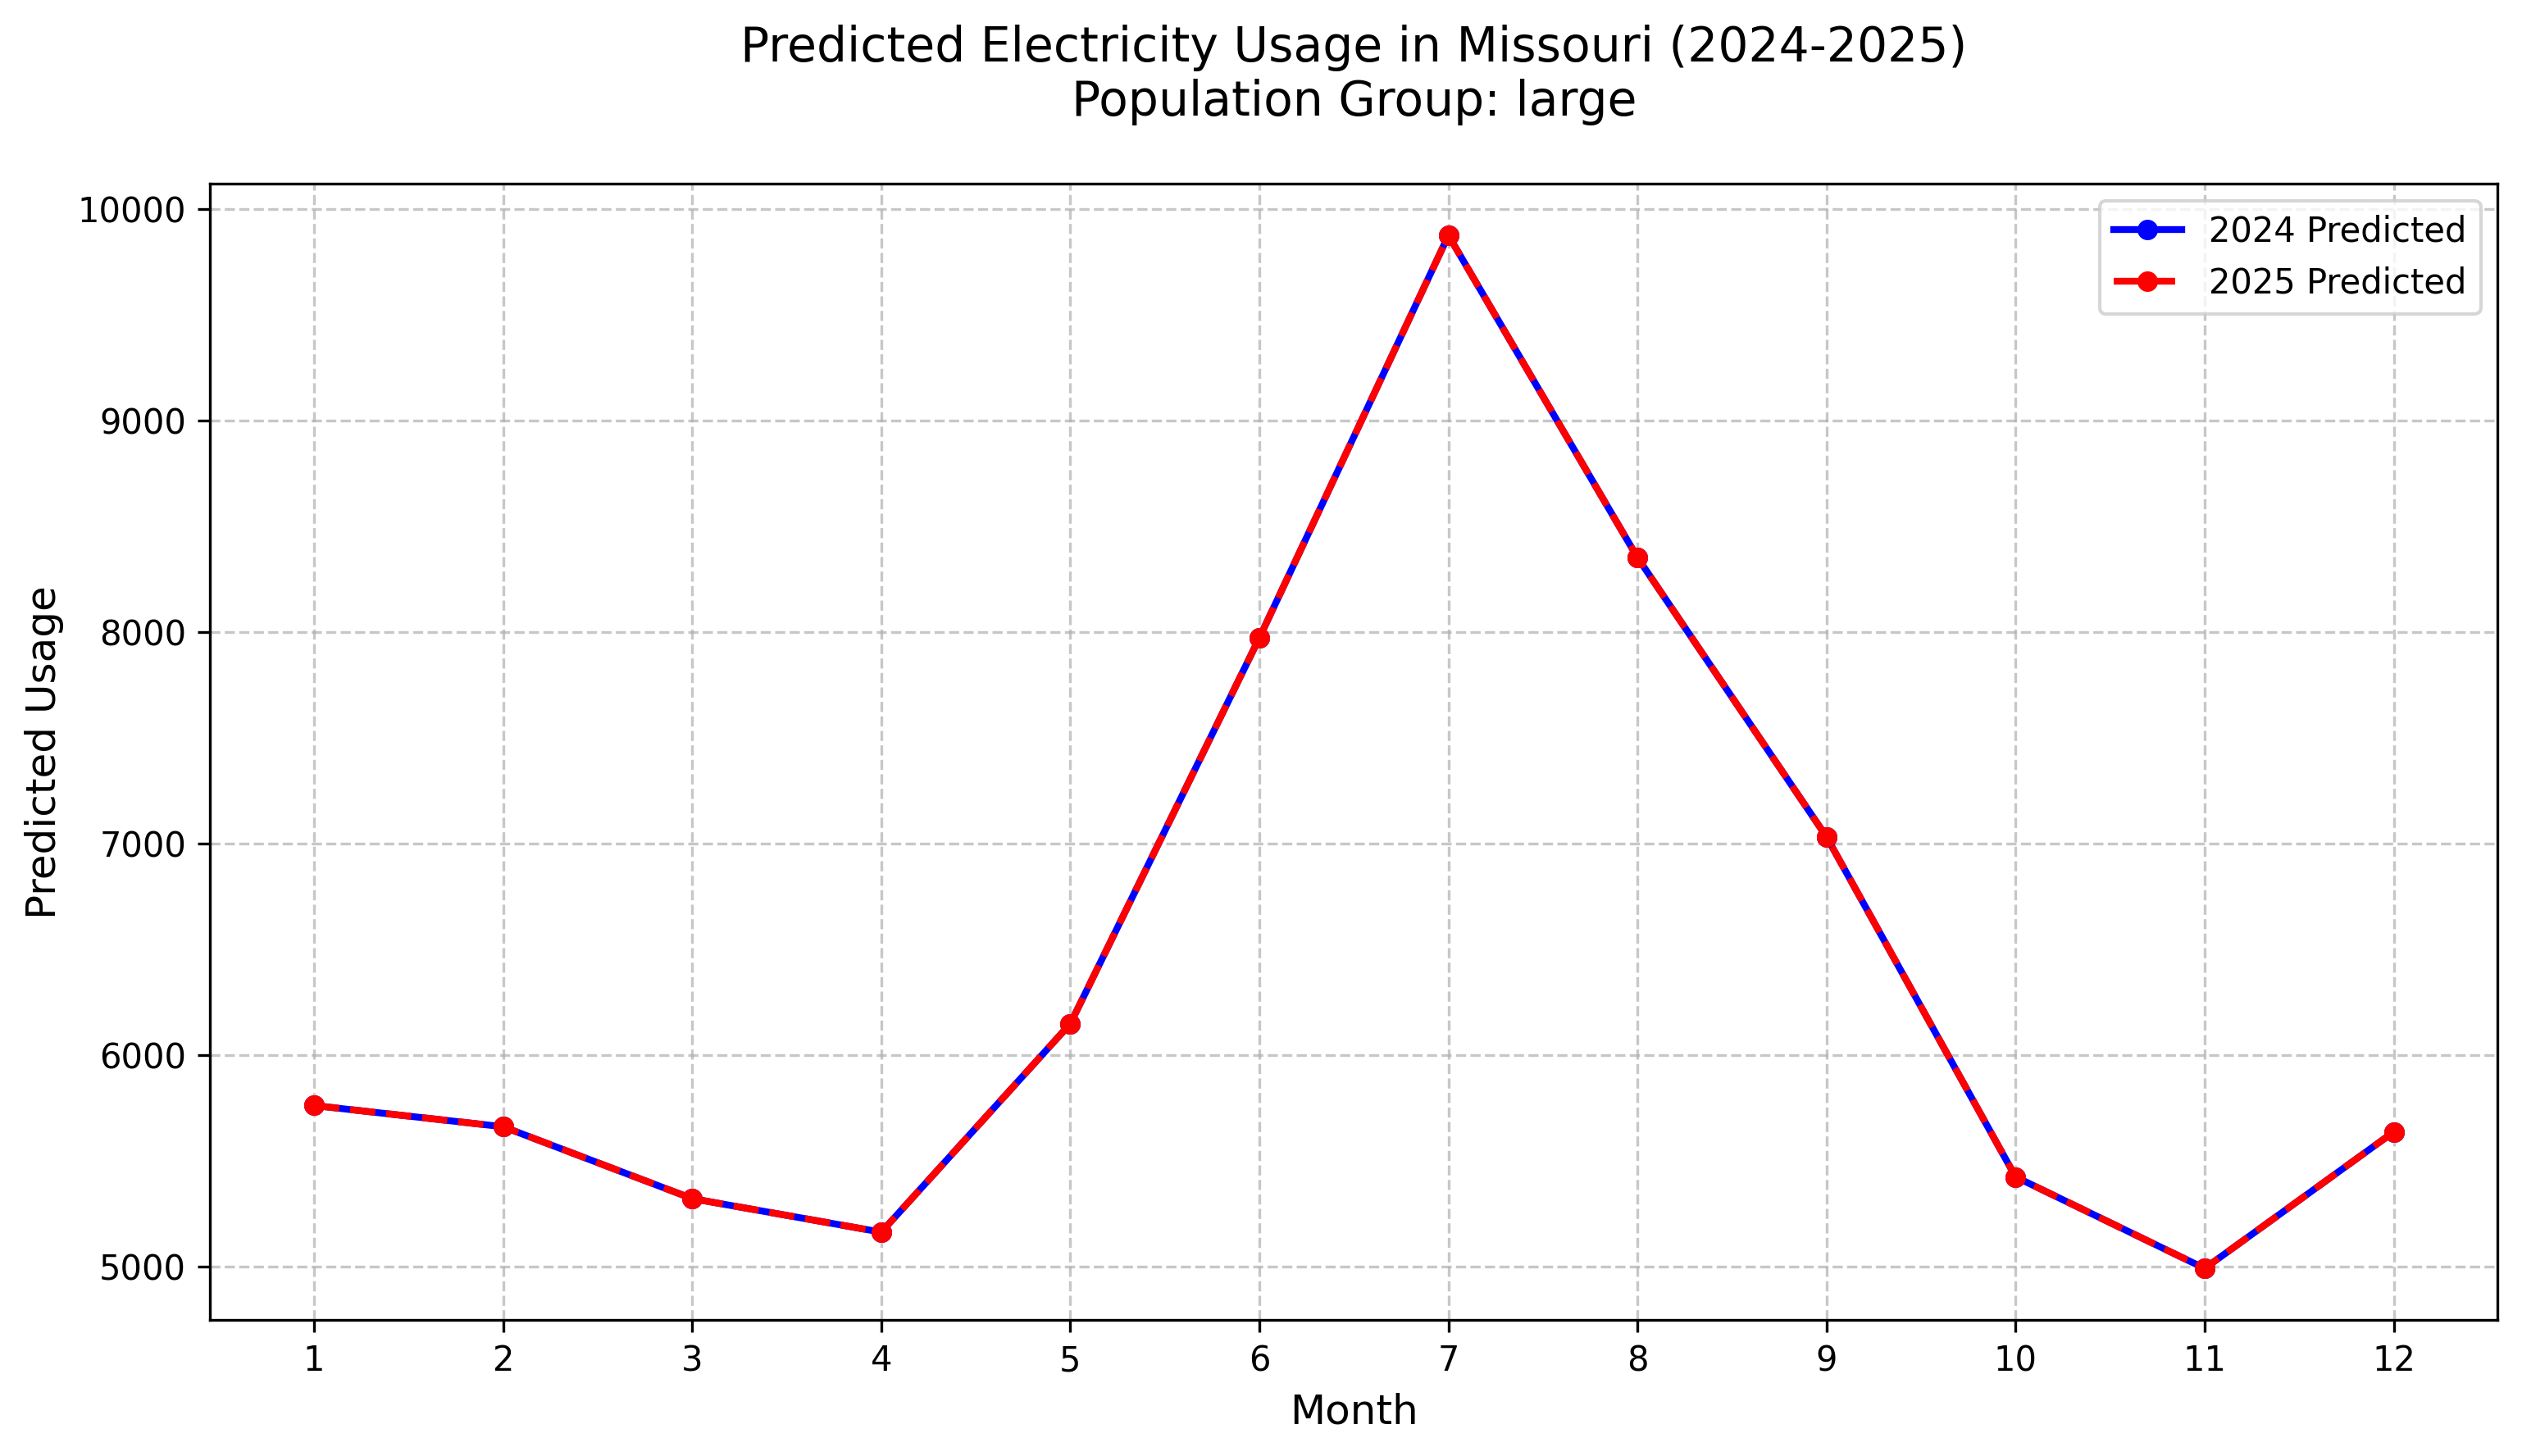 Predicted Electricity Usage in Missouri (2024-2025)
Population Group: large
2024 Predicted
2025 Predicted
Predicted Usage
10000
9000
8000
7000
6000
5000
1 2 3 4 5 6 7 8 9 10 11 12
Month